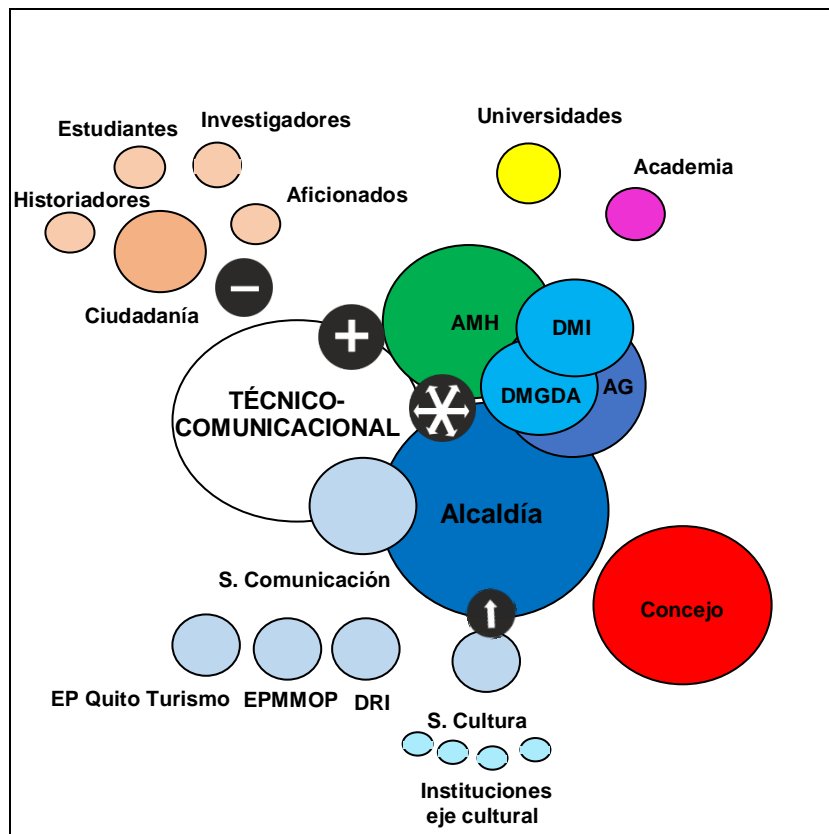 Estudiantes
Investigadores
Universidades
Academia
Historiadores
Aficionados
Ciudadanía
AMH
DMI
DMGDA
AG
TÉCNICO-
COMUNICACIONAL
Alcaldía
S. Comunicación
Concejo
EP Quito Turismo
EPMMOP
DRI
S. Cultura
Instituciones
eje cultural